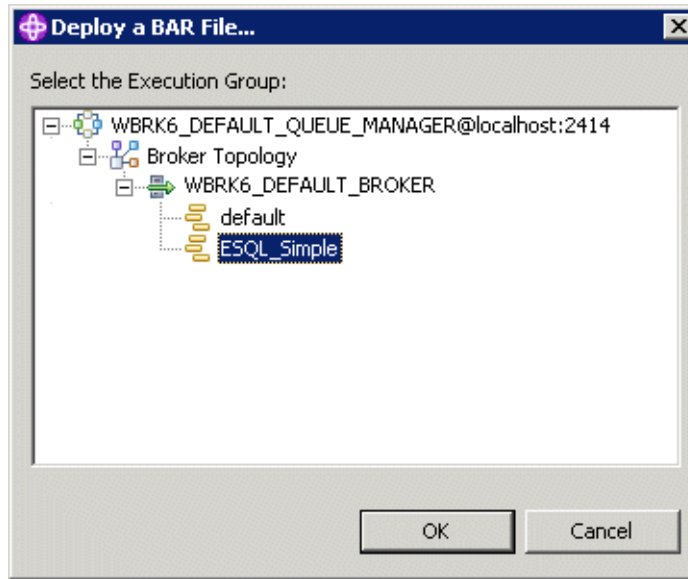 Deploy a BAR File...
Select the Execution Group:
WBRK6_DEFAULT_QUEUE_MANAGER@localhost:2414
Broker Topology
WBRK6_DEFAULT_BROKER
default
ESQL_Simple
OK Cancel